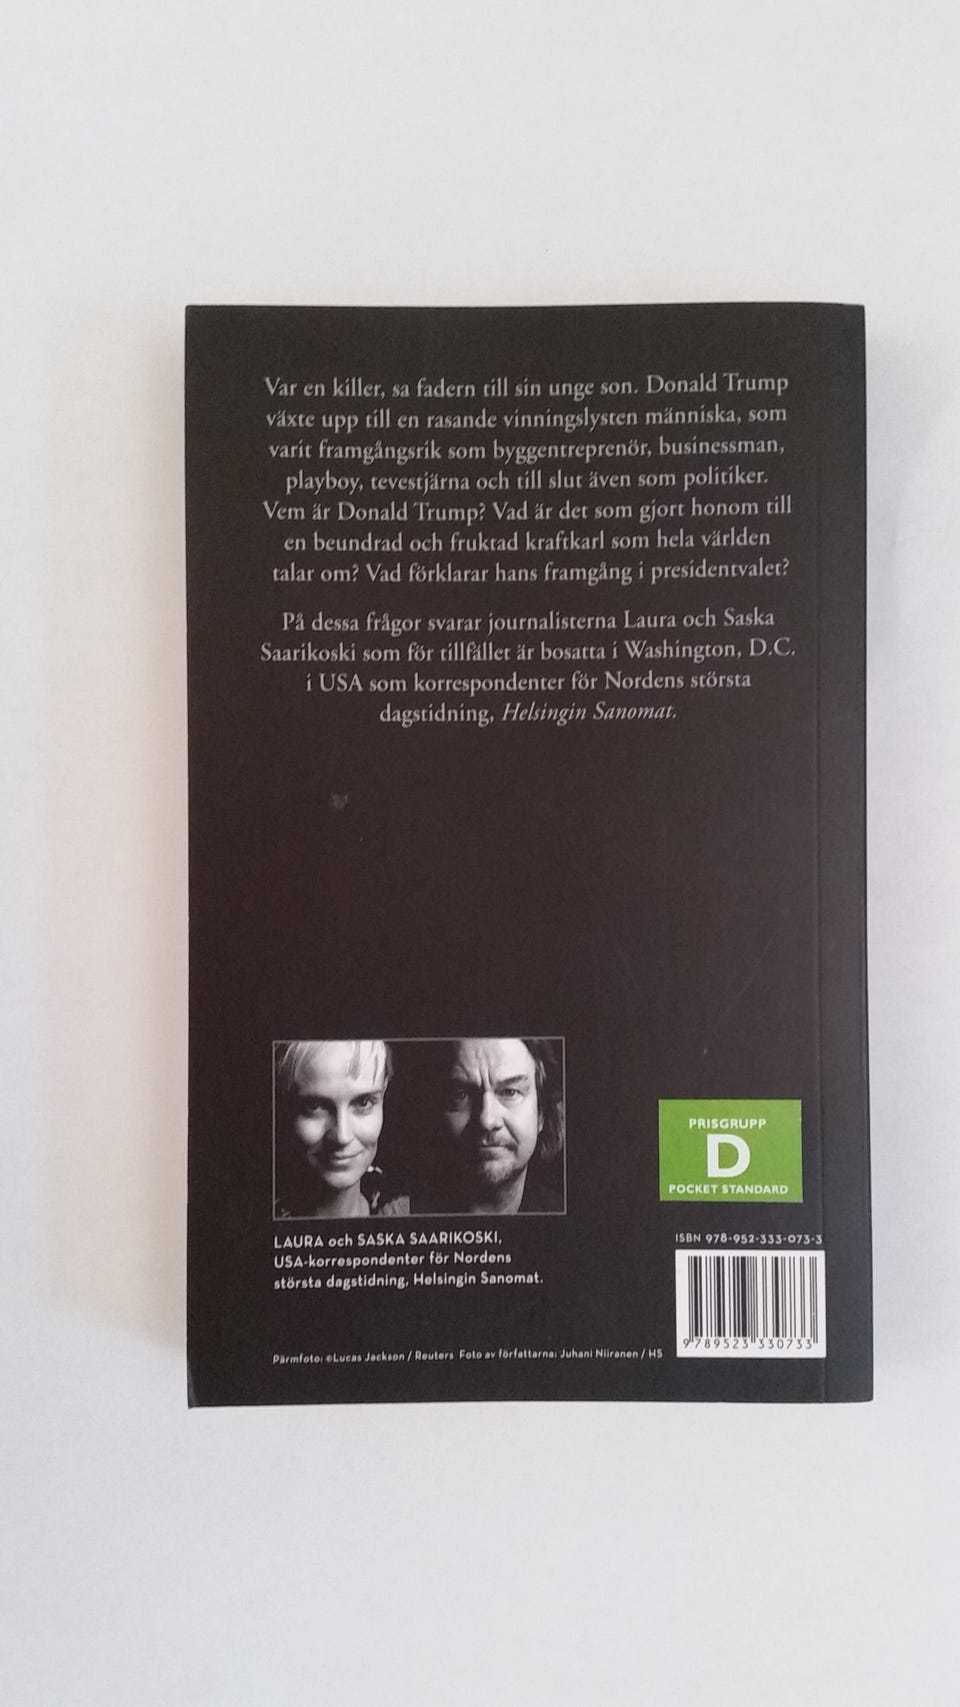 Var en killer, sa fadern till sin unge son. Donald Trump
växte upp till en rasande vinningslysten människa, som
varit framgångsrik som byggentreprenör, businessman,
playboy, tevestjärna och till slut även som politiker.
Vem är Donald Trump? Vad är det som gjort honom till
en beundrad och fruktad kraftkarl som hela världen
talar om? Vad förklarar hans framgång i presidentvalet?
På dessa frågor svarar journalisterna Laura och Saska
Saarikoski som för tillfället är bosatta i Washington, D.C.
i USA som korrespondenter för Nordens största
dagstidning, Helsingin Sanomat.
PRISGRUPP
D
POCKET STANDARD
LAURA och SASKA SAARIKOSKI,
USA-korrespondenter för Nordens
största dagstidning, Helsingin Sanomat.
ISBN 978-952-333-073-3
9 789523 330733
Pärmfoto: ©Lucas Jackson / Reuters Foto av författarna: Juhani Niiranen / HS